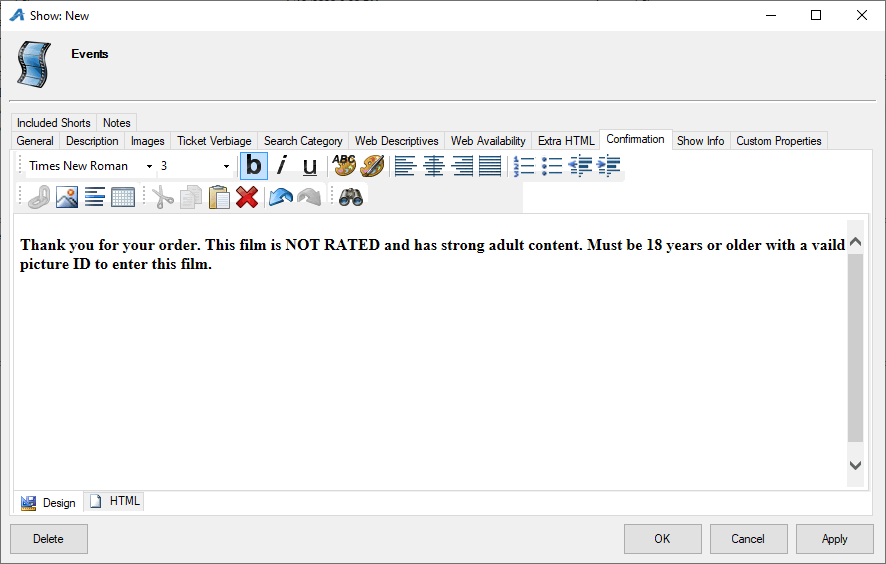 Show: New
Events
Included Shorts Notes
General Description Images Ticket Verbiage Search Category Web Descriptives Web Availability Extra HTML Confirmation Show Info Custom Properties
Times New Roman 3 b i u ABC
Thank you for your order. This film is NOT RATED and has strong adult content. Must be 18 years or older with a vaild
picture ID to enter this film.
Design HTML
Delete OK Cancel Apply